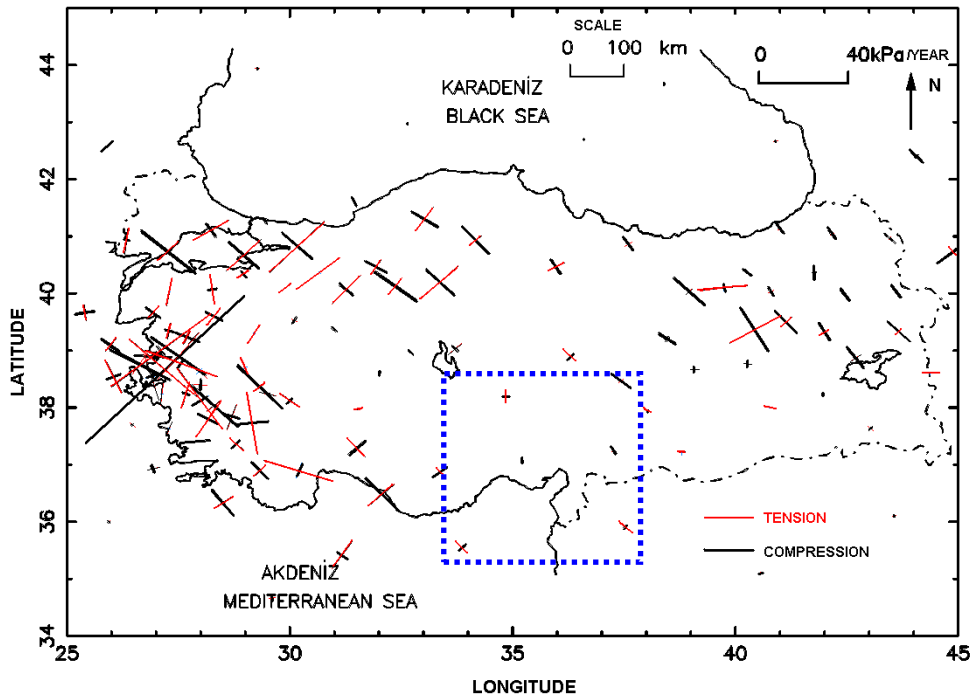 SCALE
0 100 km
0 40kPa/YEAR
N
KARADENİZ
BLACK SEA
44
42
40
38
36
34
LATITUDE
TENSION
COMPRESSION
AKDENİZ
MEDITERRANEAN SEA
25 30 35 40 45
LONGITUDE